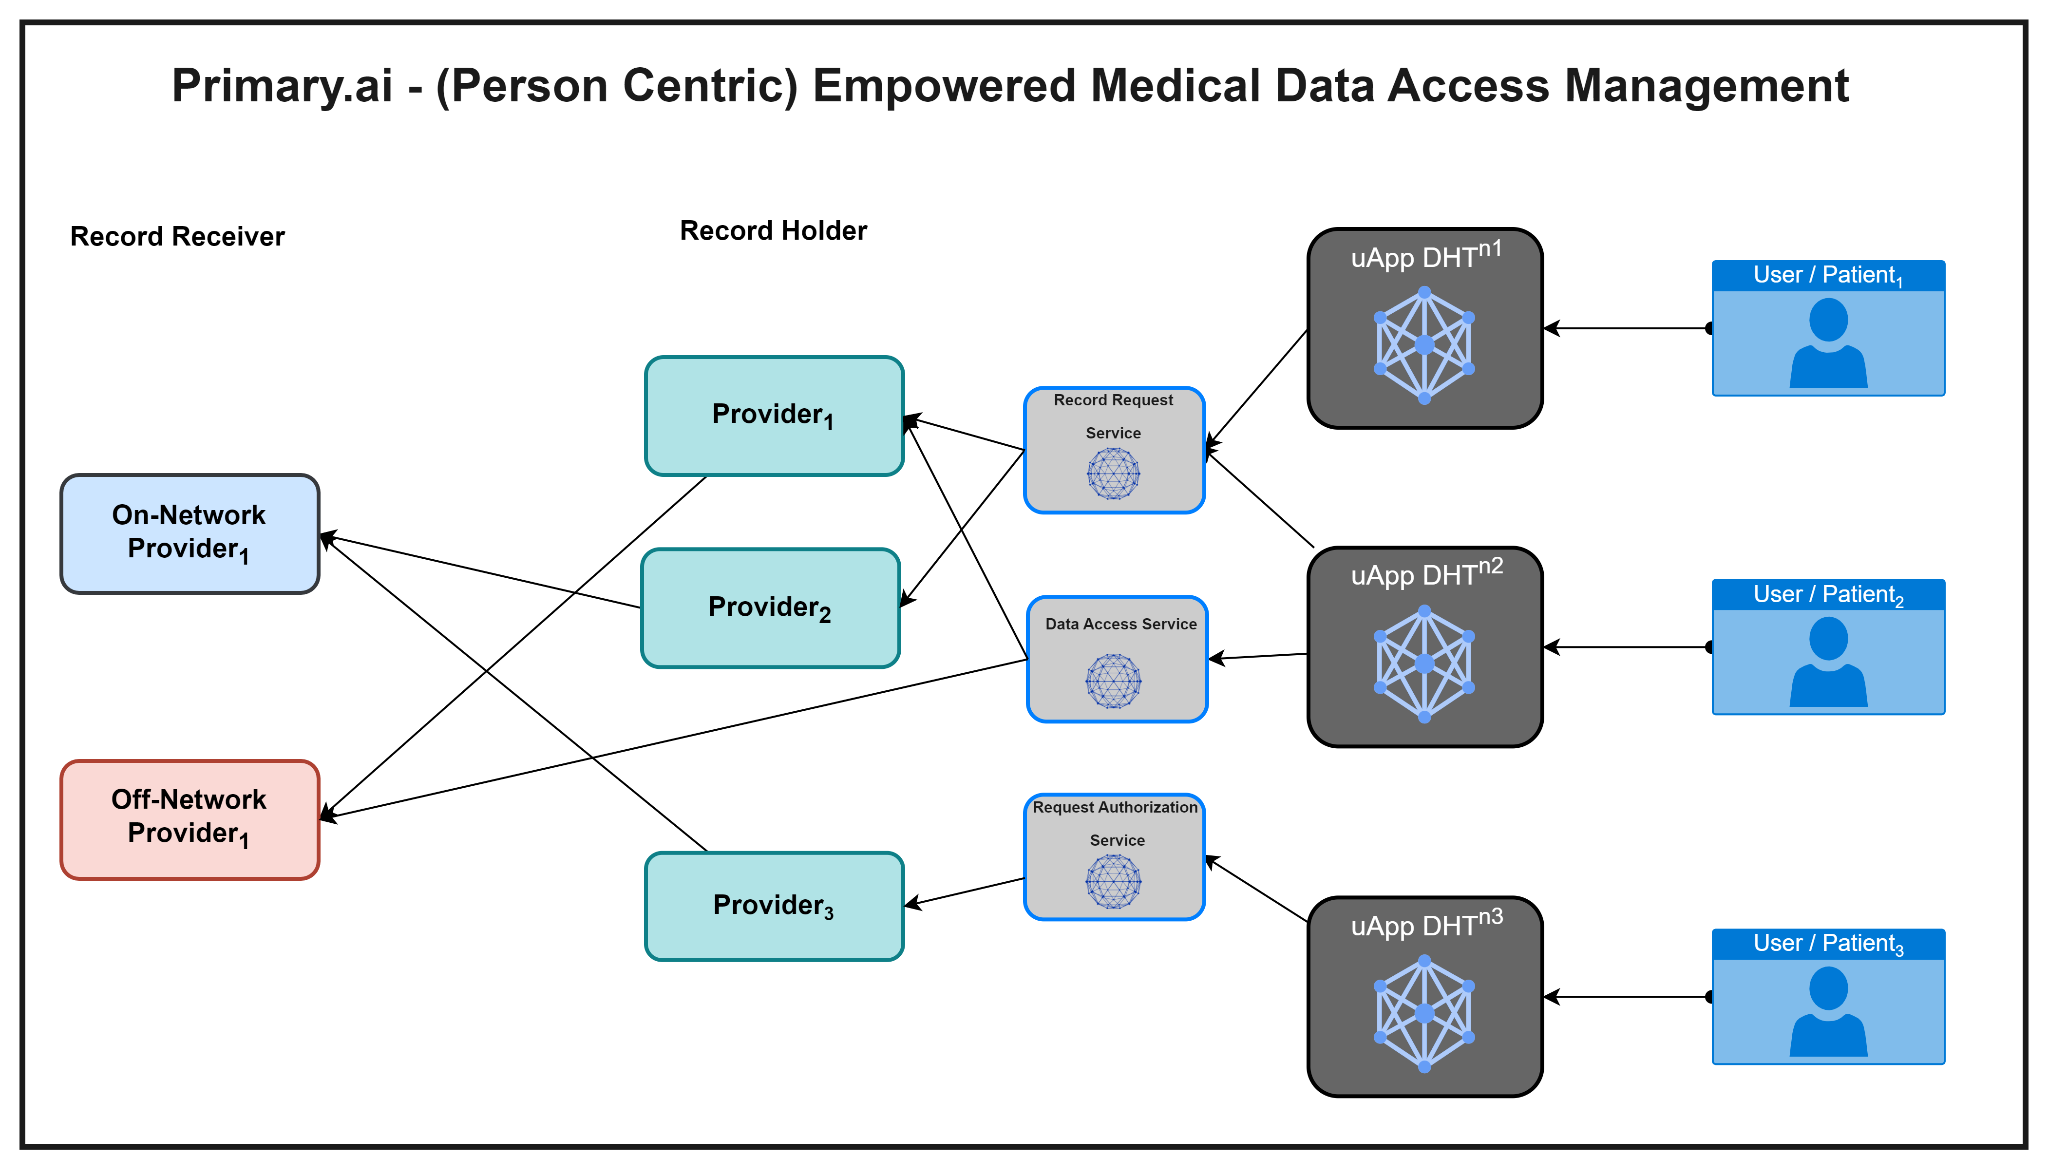 Primary.ai - (Person Centric) Empowered Medical Data Access Management
Record Receiver
Record Holder
uApp DHTn1
User / Patient1
Provider1
Record Request
Service
On-Network
Provider1
Provider2
uApp DHTn2
User / Patient2
Data Access Service
Off-Network
Provider1
Request Authorization
Service
Provider3
uApp DHTn3
User / Patient3